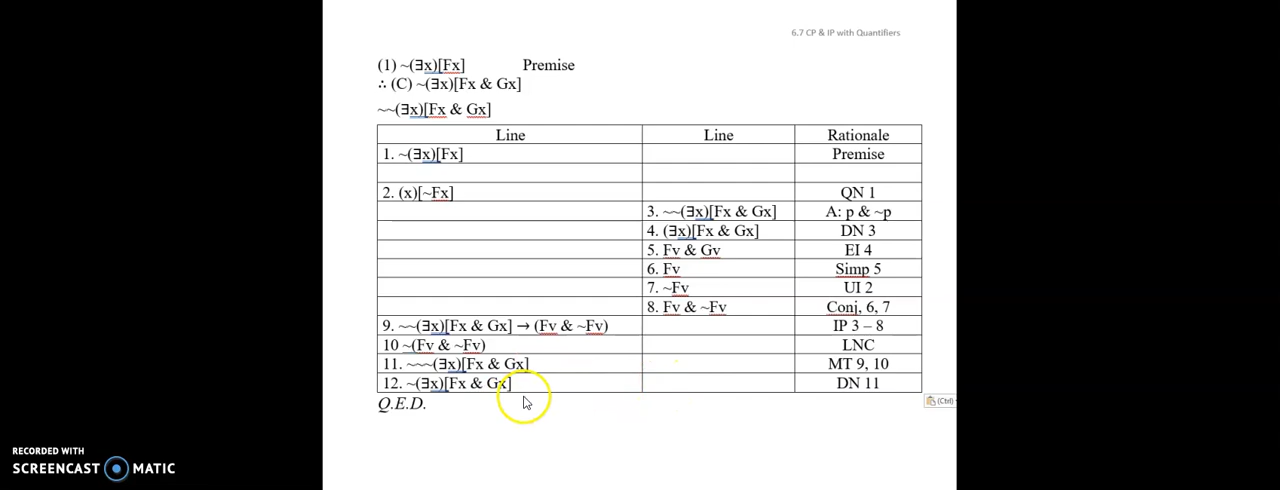 6.7 CP & IP with Quantifiers
(1) ~(∃x)[Fx] Premise
∴ (C) ~(∃x)[Fx & Gx]
~~(∃x)[Fx & Gx]
Line Line Rationale
1. ~(∃x)[Fx] Premise
2. (x)[~Fx] QN 1
3. ~~(∃x)[Fx & Gx] A: p & ~p
4. (∃x)[Fx & Gx] DN 3
5. Fv & Gv EI 4
6. Fv Simp 5
7. ~Fv UI 2
8. Fv & ~Fv Conj, 6, 7
9. ~~(∃x)[Fx & Gx] → (Fv & ~Fv) IP 3 – 8
10 ~(Fv & ~Fv) LNC
11. ~~~(∃x)[Fx & Gx] MT 9, 10
12. ~(∃x)[Fx & Gx] DN 11
Q.E.D.
(Ctrl)
RECORDED WITH
SCREENCAST MATIC